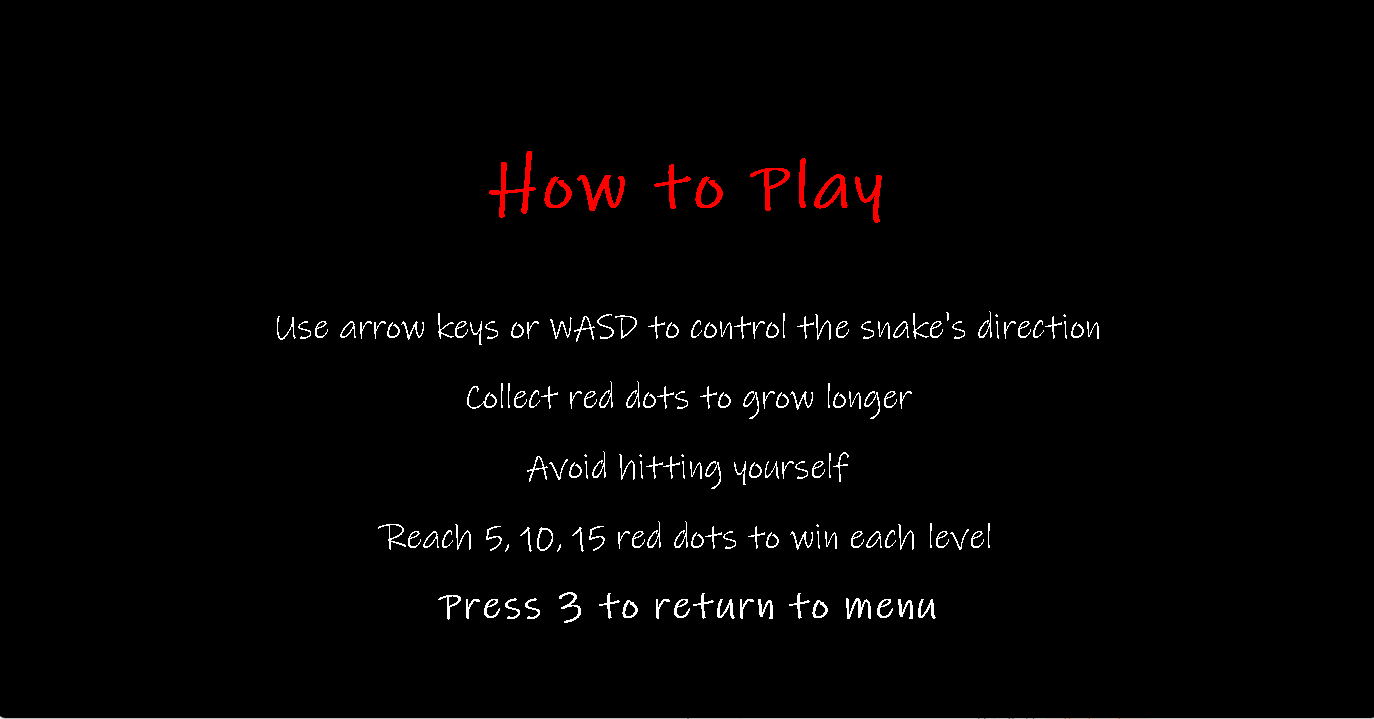 How to Play
Use arrow keys or WASD to control the snake's direction
Collect red dots to grow longer
Avoid hitting yourself
Reach 5, 10, 15 red dots to win each level
Press 3 to return to menu